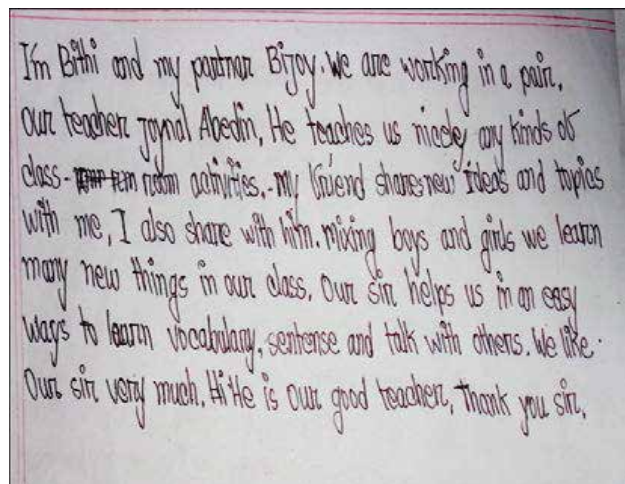 I'm Bithi and my partnar Bijoy. We are working in a pair,
our teacher Joynal Abedin, He teaches us nicely any kinds of
class- room activities.- my friend shares new ideas and topics
with me, I also share with him. mixing boys and girls we learn
many new things in our class. Our sir helps us in an easy
ways to learn vocabulary, sentense and talk with others. We like
Our sir very much. He is our good teacher, thank you sir,